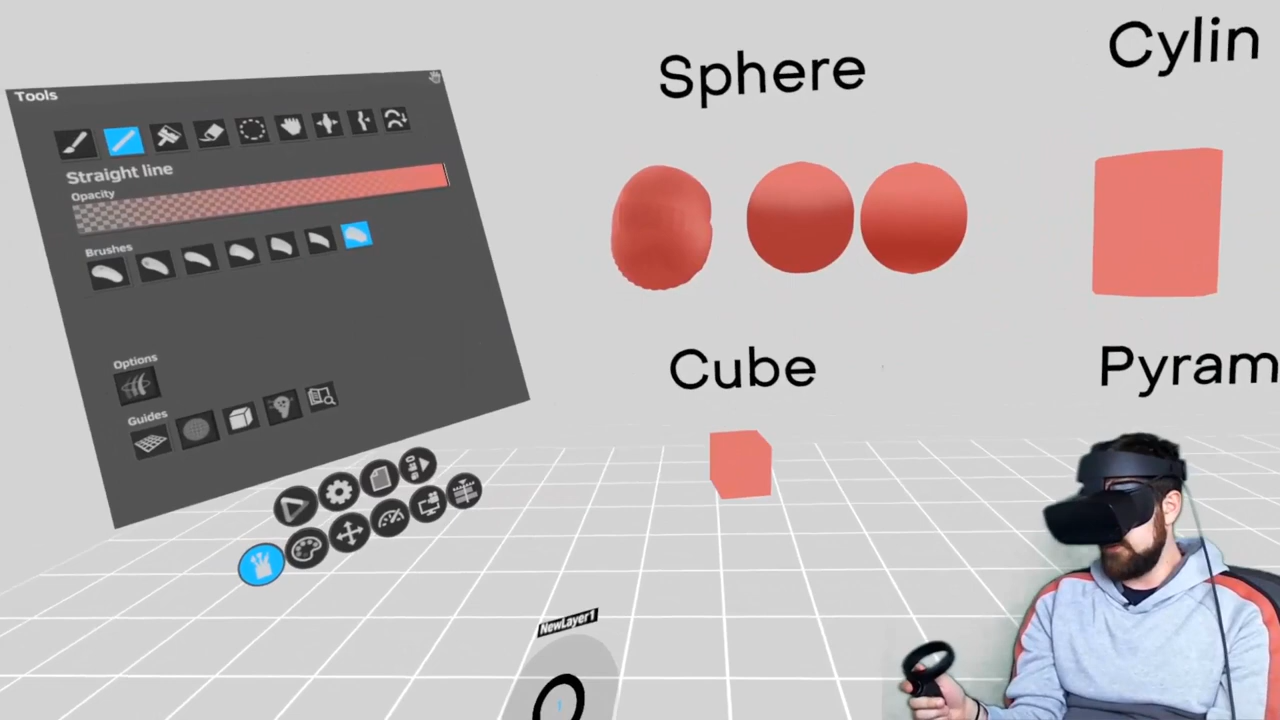 Tools
Straight line
Opacity
Brushes
Options
Guides
Sphere
Cylin
Cube
Pyram
NewLayer1